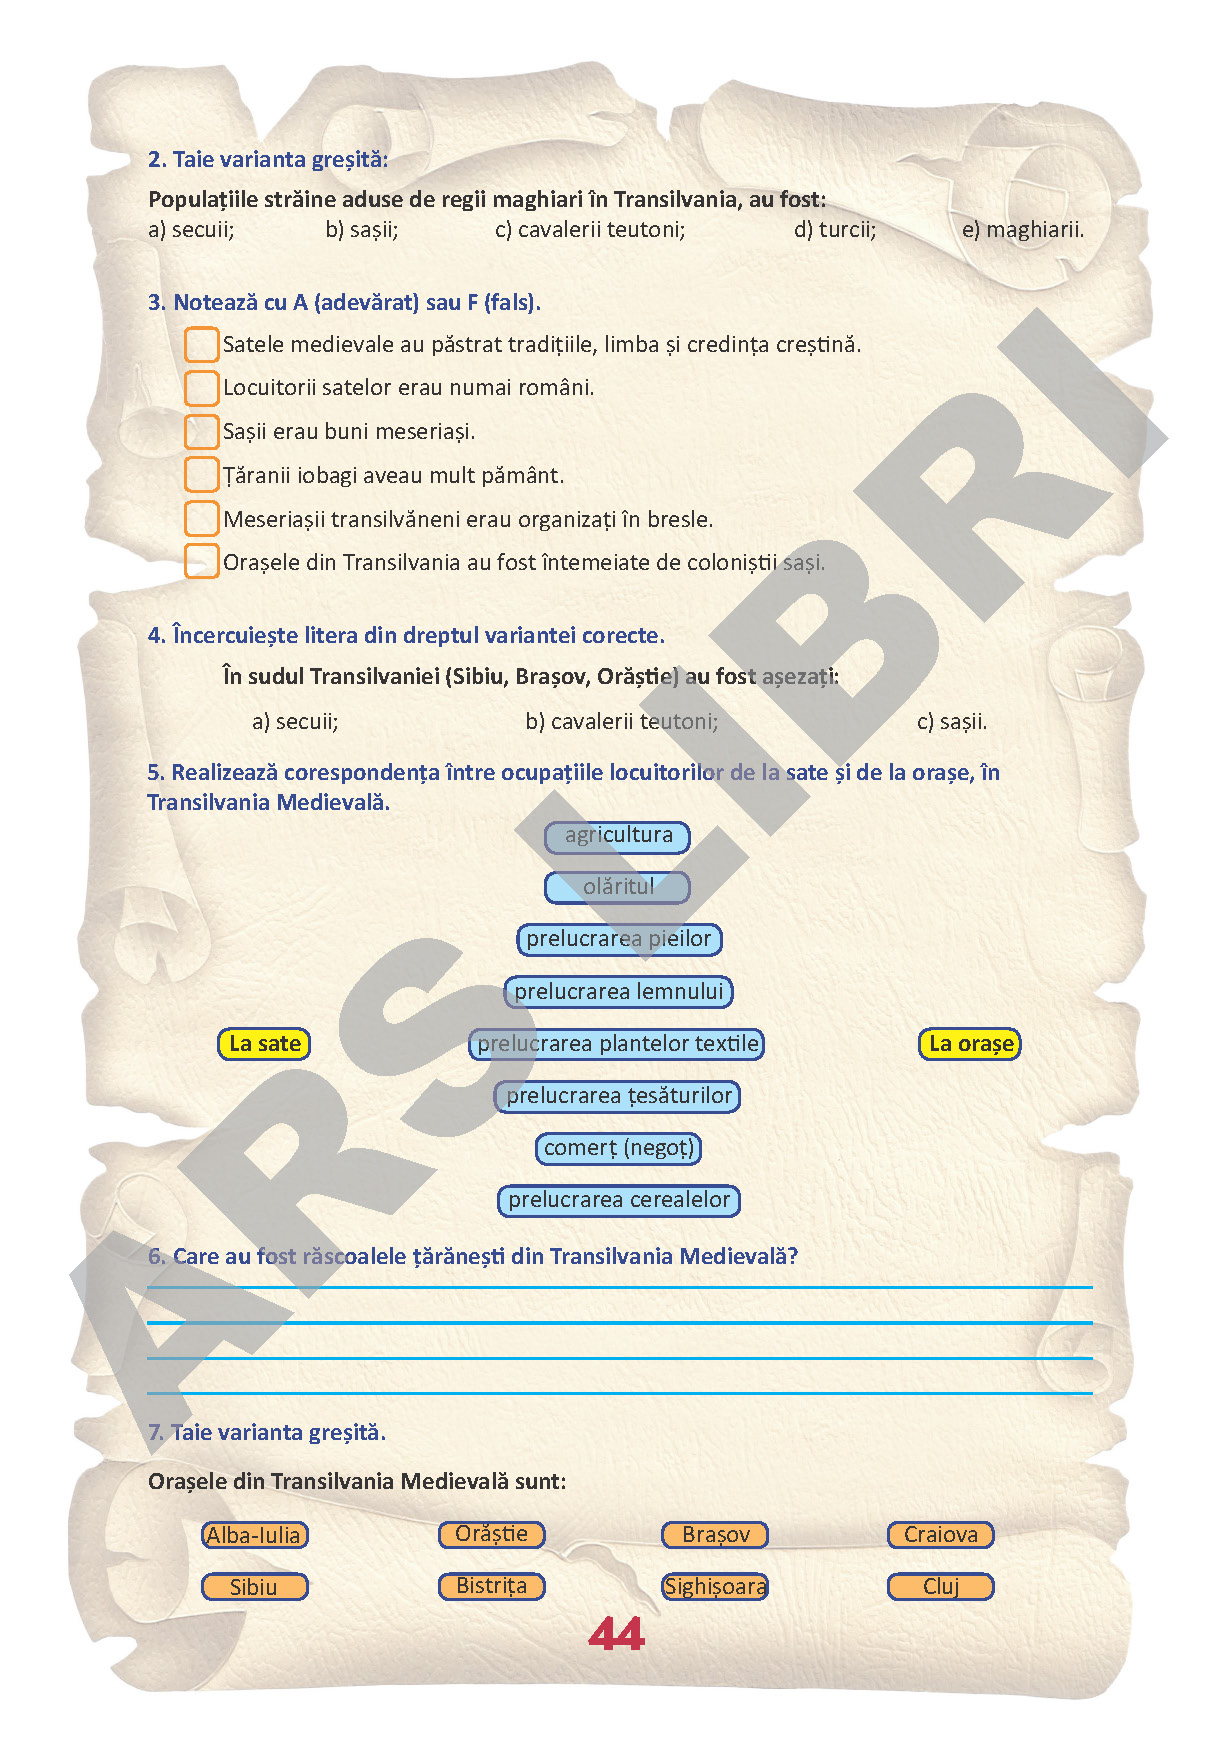 2. Taie varianta greșită:
Populațiile străine aduse de regii maghiari în Transilvania, au fost:
a) secuii; b) sașii; c) cavalerii teutoni; d) turcii; e) maghiarii.
3. Notează cu A (adevărat) sau F (fals).
Satele medievale au păstrat tradițiile, limba și credința creștină.
Locuitorii satelor erau numai români.
Sașii erau buni meseriași.
Țăranii iobagi aveau mult pământ.
Meseriașii transilvăneni erau organizați în bresle.
Orașele din Transilvania au fost întemeiate de coloniștii sași.
4. Încercuiește litera din dreptul variantei corecte.
În sudul Transilvaniei (Sibiu, Brașov, Orăștie) au fost așezați:
a) secuii; b) cavalerii teutoni; c) sașii.
5. Realizează corespondența între ocupațiile locuitorilor de la sate și de la orașe, în
Transilvania Medievală.
agricultura
olăritul
prelucrarea pieilor
prelucrarea lemnului
La sate prelucrarea plantelor textile La orașe
prelucrarea țesăturilor
comerț (negoț)
prelucrarea cerealelor
6. Care au fost răscoalele țărănești din Transilvania Medievală?
7. Taie varianta greșită.
Orașele din Transilvania Medievală sunt:
Alba-Iulia Orăștie Brașov Craiova
Sibiu Bistrița Sighișoara Cluj
44
ARS LIBRI